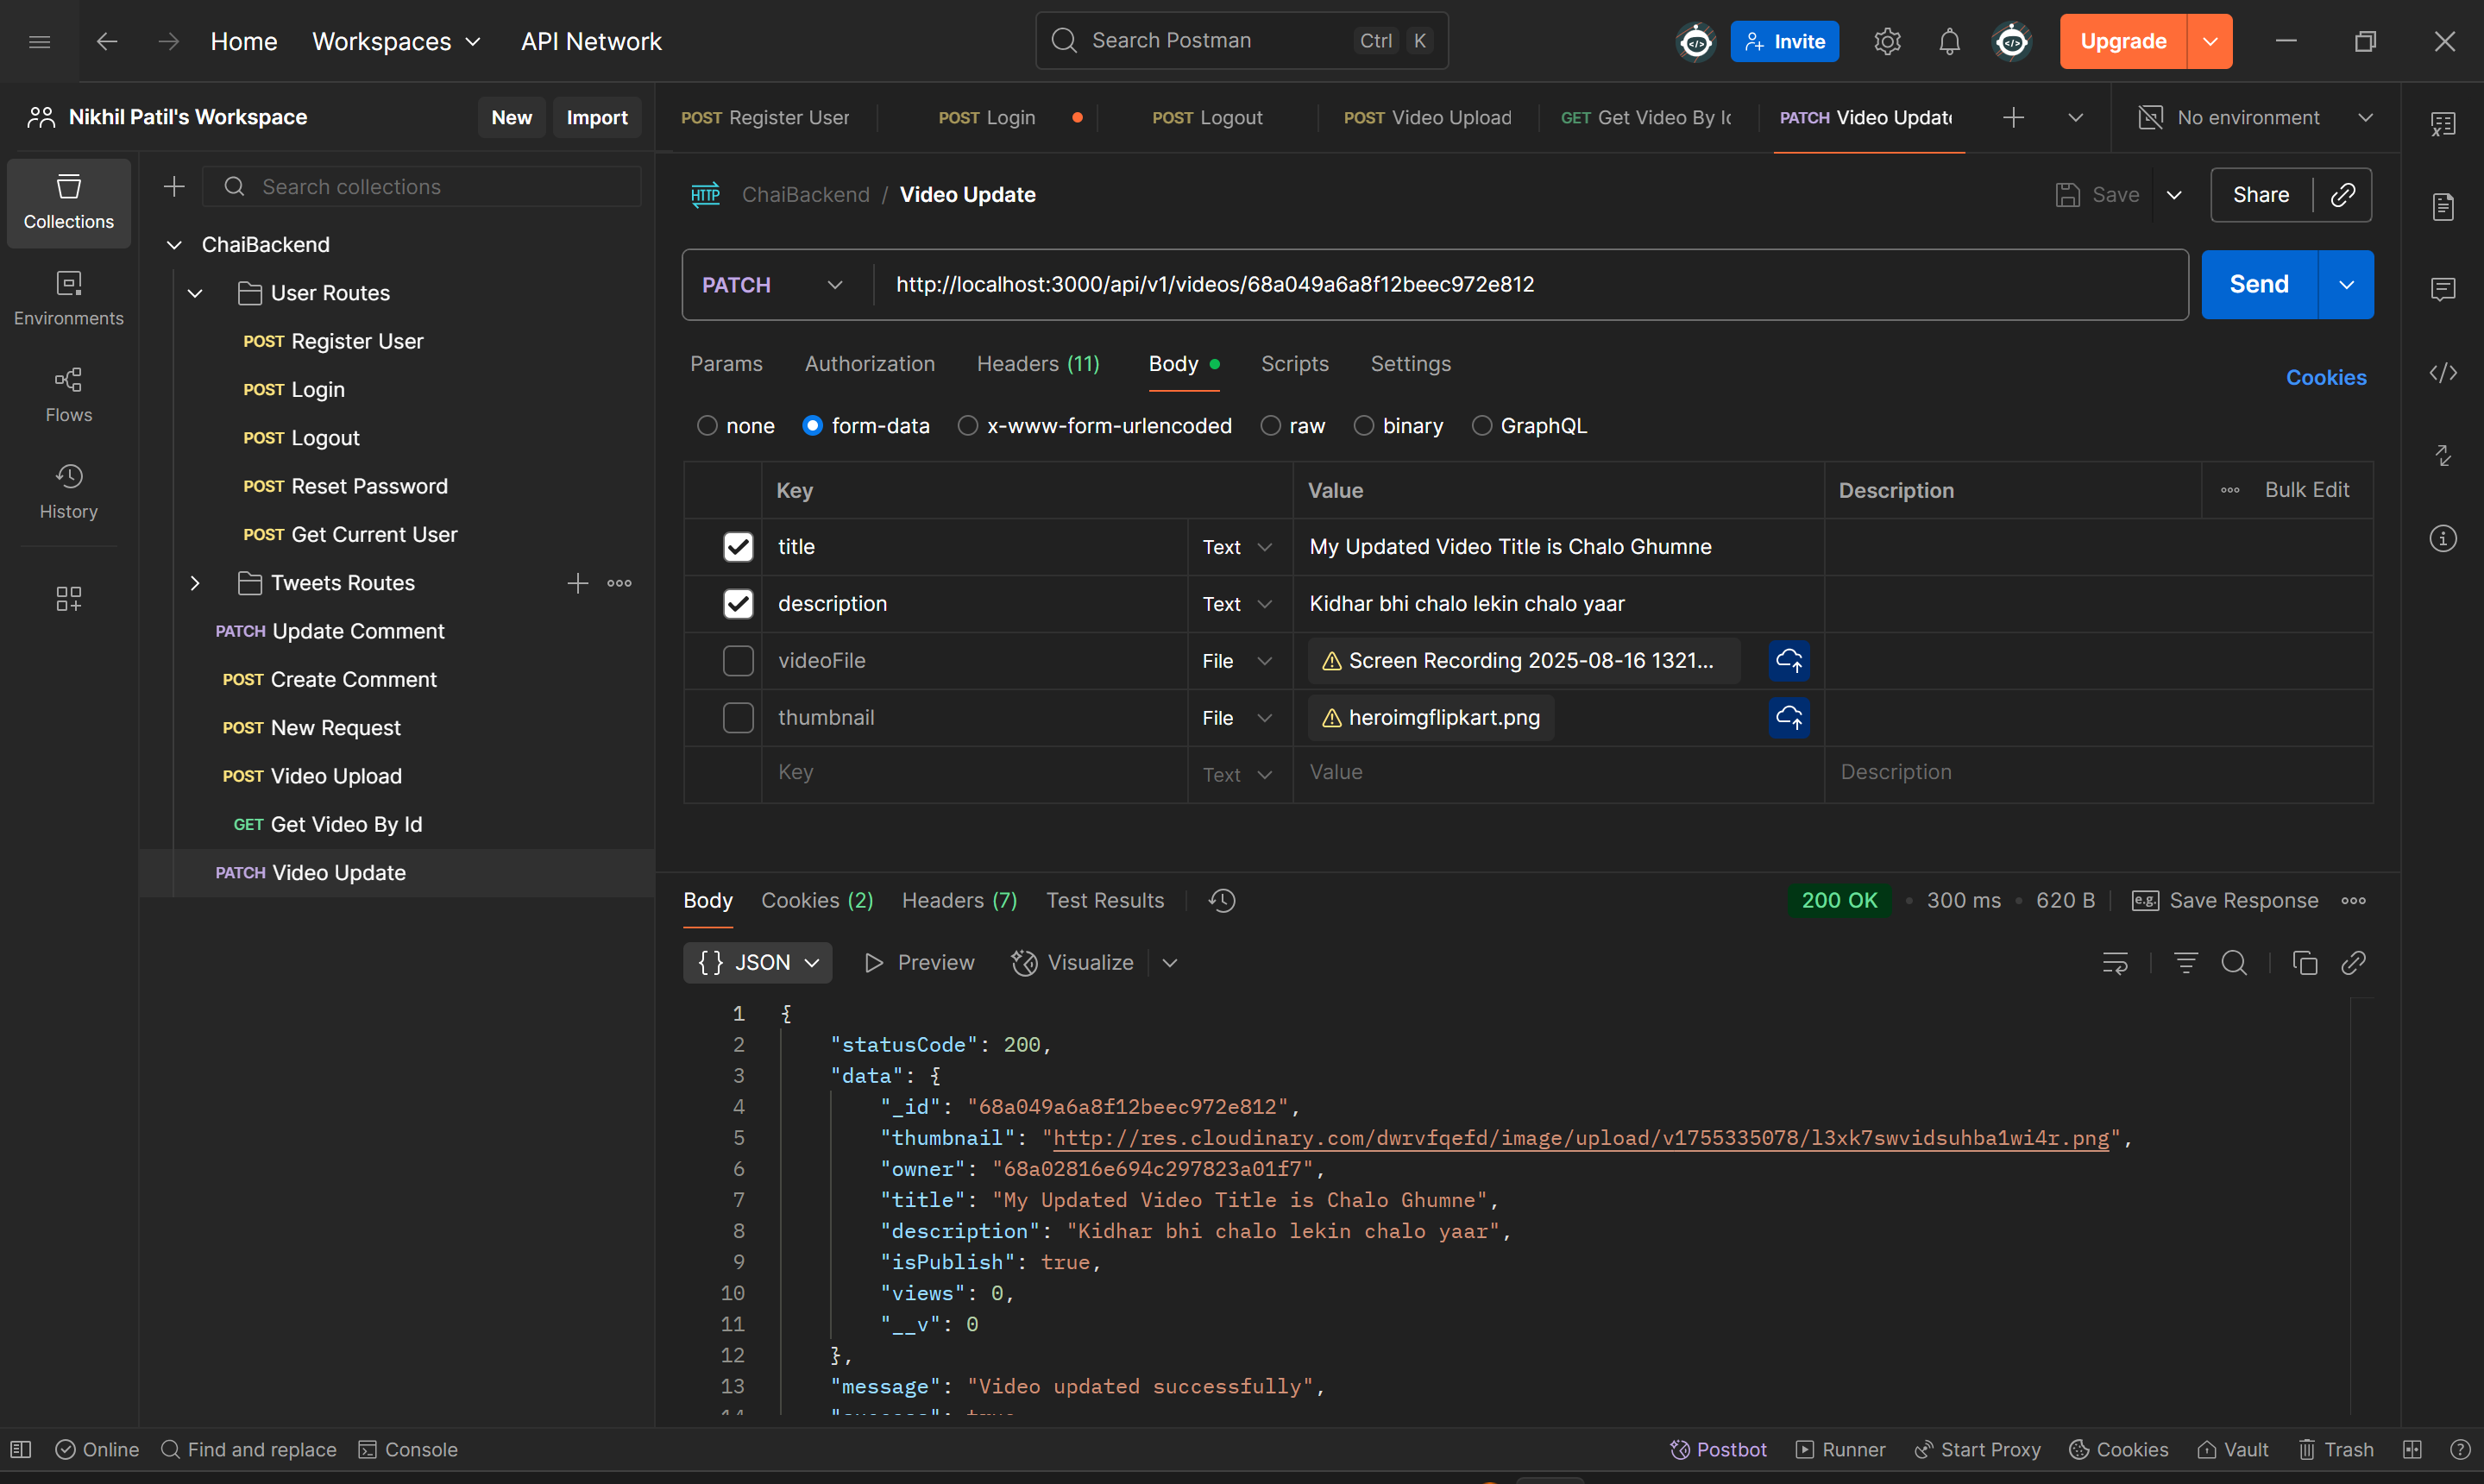 Home Workspaces API Network Search Postman Ctrl K Invite Upgrade
Nikhil Patil's Workspace New Import
POST Register User POST Login POST Logout POST Video Upload GET Get Video By Id PATCH Video Update No environment
Collections
Environments
Flows
History
Search collections
ChaiBackend
User Routes
POST Register User
POST Login
POST Logout
POST Reset Password
POST Get Current User
Tweets Routes
PATCH Update Comment
POST Create Comment
POST New Request
POST Video Upload
GET Get Video By Id
PATCH Video Update
HTTP ChaiBackend / Video Update Save Share
PATCH http://localhost:3000/api/v1/videos/68a049a6a8f12beec972e812 Send
Params Authorization Headers (11) Body Scripts Settings Cookies
none form-data x-www-form-urlencoded raw binary GraphQL
Key Value Description Bulk Edit
title Text My Updated Video Title is Chalo Ghumne
description Text Kidhar bhi chalo lekin chalo yaar
videoFile File Screen Recording 2025-08-16 1321...
thumbnail File heroimgflipkart.png
Key Text Value Description
Body Cookies (2) Headers (7) Test Results 200 OK 300 ms 620 B e.g. Save Response
{} JSON Preview Visualize
1 {
2 "statusCode": 200,
3 "data": {
4 "_id": "68a049a6a8f12beec972e812",
5 "thumbnail": "http://res.cloudinary.com/dwrvfqefd/image/upload/v1755335078/l3xk7swvidsuhba1wi4r.png",
6 "owner": "68a02816e694c297823a01f7",
7 "title": "My Updated Video Title is Chalo Ghumne",
8 "description": "Kidhar bhi chalo lekin chalo yaar",
9 "isPublish": true,
10 "views": 0,
11 "__v": 0
12 },
13 "message": "Video updated successfully",
Online Find and replace Console Postbot Runner Start Proxy Cookies Vault Trash